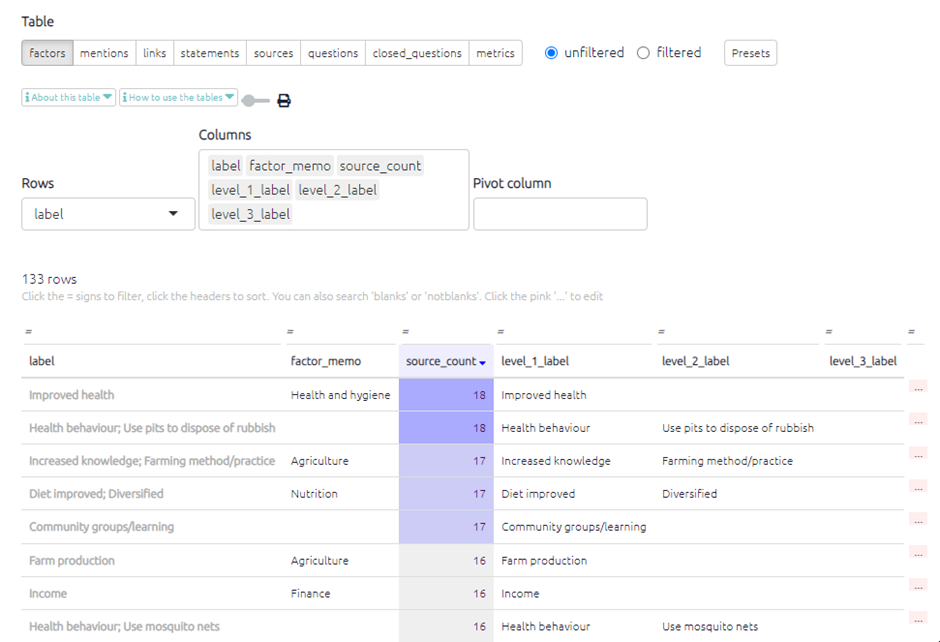 Table
factors mentions links statements sources questions closed_questions metrics unfiltered filtered Presets
i About this table i How to use the tables
Columns
label factor_memo source_count
Rows
level_1_label level_2_label
Pivot column
label
level_3_label
133 rows
Click the = signs to filter, click the headers to sort. You can also search 'blanks' or 'notblanks'. Click the pink '...' to edit
= = = = = = =
label factor_memo source_count level_1_label level_2_label level_3_label
Improved health Health and hygiene 18 Improved health ...
Health behaviour; Use pits to dispose of rubbish 18 Health behaviour Use pits to dispose of rubbish ...
Increased knowledge; Farming method/practice Agriculture 17 Increased knowledge Farming method/practice ...
Diet improved; Diversified Nutrition 17 Diet improved Diversified ...
Community groups/learning 17 Community groups/learning ...
Farm production Agriculture 16 Farm production ...
Income Finance 16 Income ...
Health behaviour; Use mosquito nets 16 Health behaviour Use mosquito nets ...